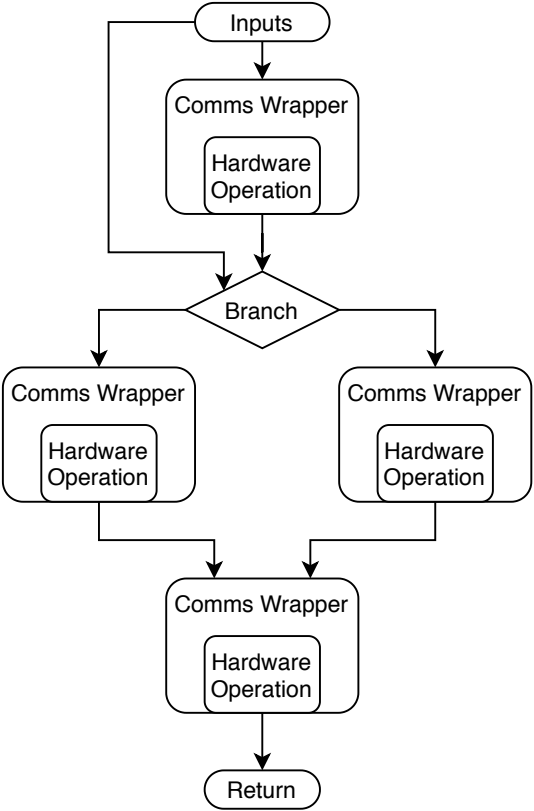 Inputs
Comms Wrapper
Hardware
Operation
Branch
Comms Wrapper
Hardware
Operation
Comms Wrapper
Hardware
Operation
Comms Wrapper
Hardware
Operation
Return